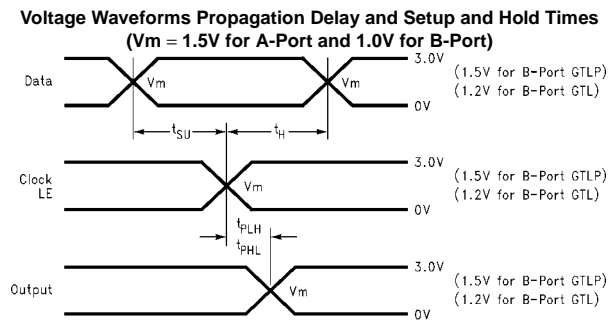 Voltage Waveforms Propagation Delay and Setup and Hold Times
(Vm = 1.5V for A-Port and 1.0V for B-Port)
Data
Vm
Vm
3.0V
(1.5V for B-Port GTLP)
(1.2V for B-Port GTL)
0V
tSU
tH
Clock
LE
Vm
3.0V
(1.5V for B-Port GTLP)
(1.2V for B-Port GTL)
0V
tPLH
tPHL
Output
Vm
3.0V
(1.5V for B-Port GTLP)
(1.2V for B-Port GTL)
0V